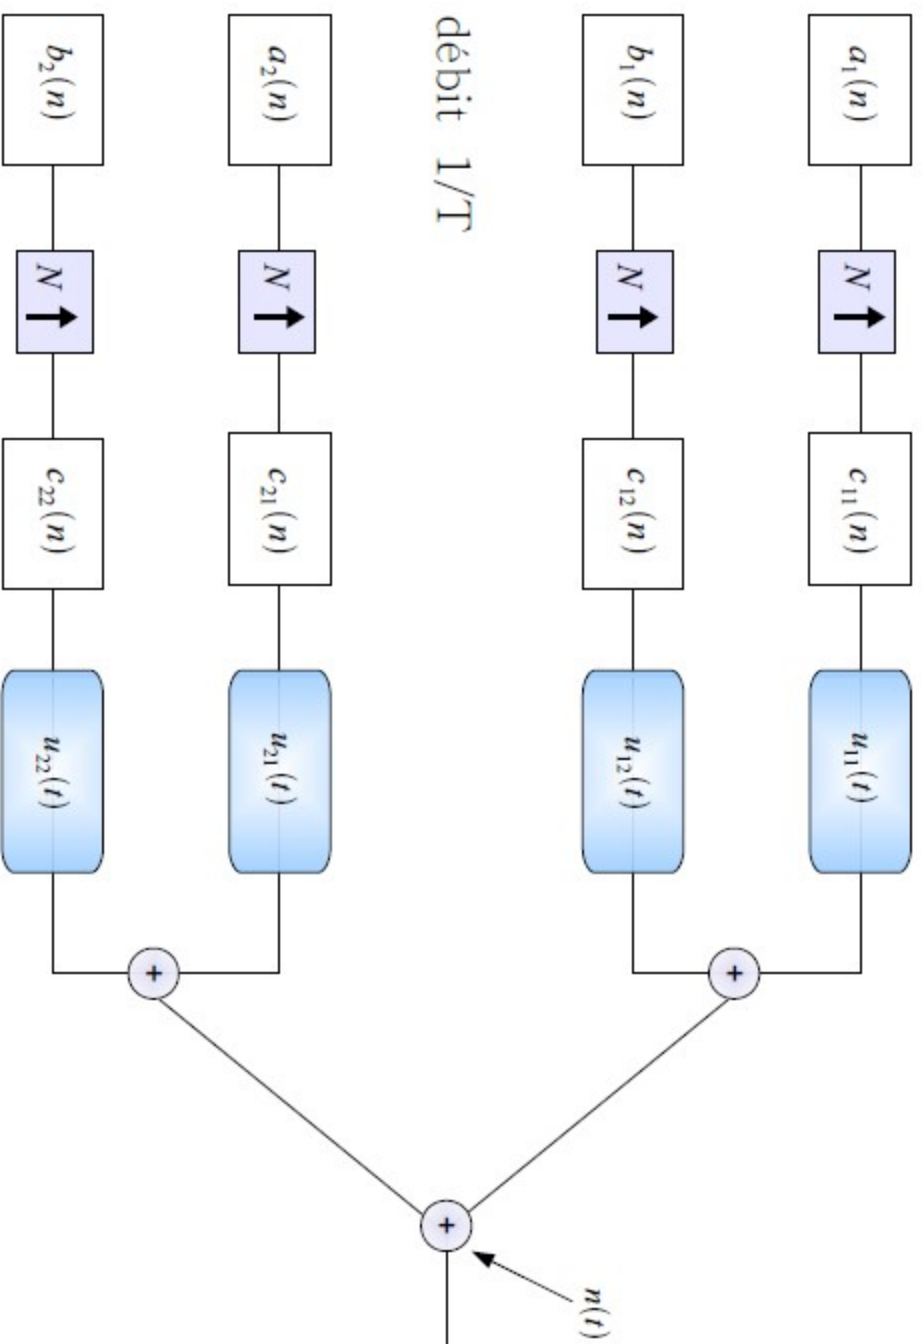 a₁(n) N c₁₁(n) u₁₁(t)
+
b₁(n) N c₁₂(n) u₁₂(t)
n(t)
débit 1/T
+
a₂(n) N c₂₁(n) u₂₁(t)
+
b₂(n) N c₂₂(n) u₂₂(t)